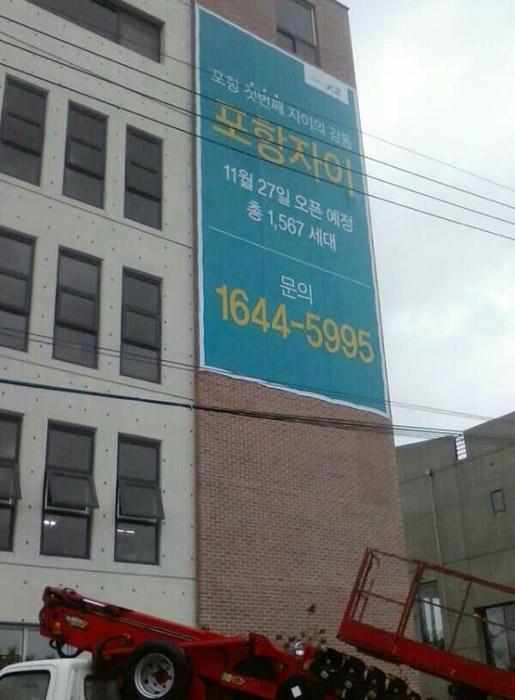 포항 첫번째 자이의 감동
포항자이
11월 27일 오픈 예정
총 1,567 세대
문의
1644-5995